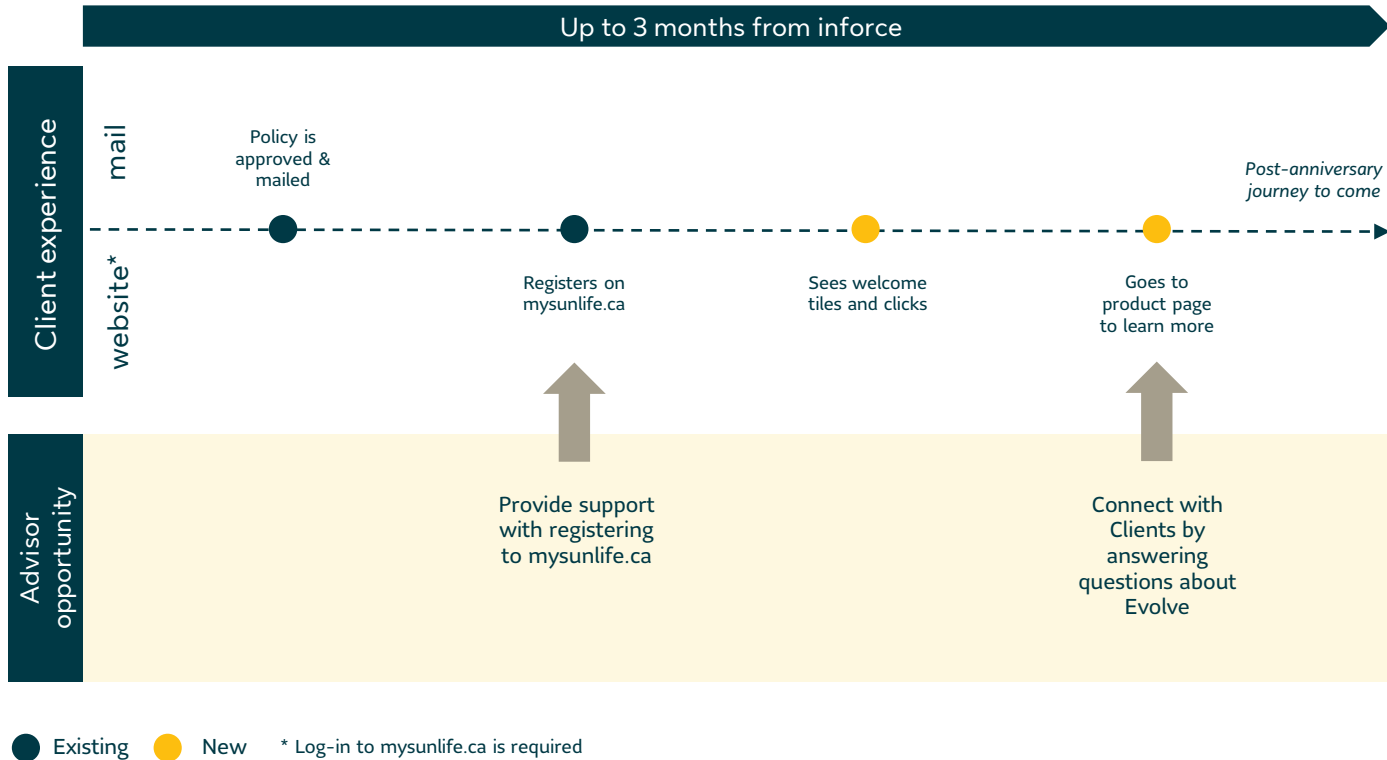 Up to 3 months from inforce
Client experience
mail
website*
Policy is
approved &
mailed
Post-anniversary
journey to come
Registers on
mysunlife.ca
Sees welcome
tiles and clicks
Goes to
product page
to learn more
Advisor
opportunity
Provide support
with registering
to mysunlife.ca
Connect with
Clients by
answering
questions about
Evolve
Existing
New
* Log-in to mysunlife.ca is required